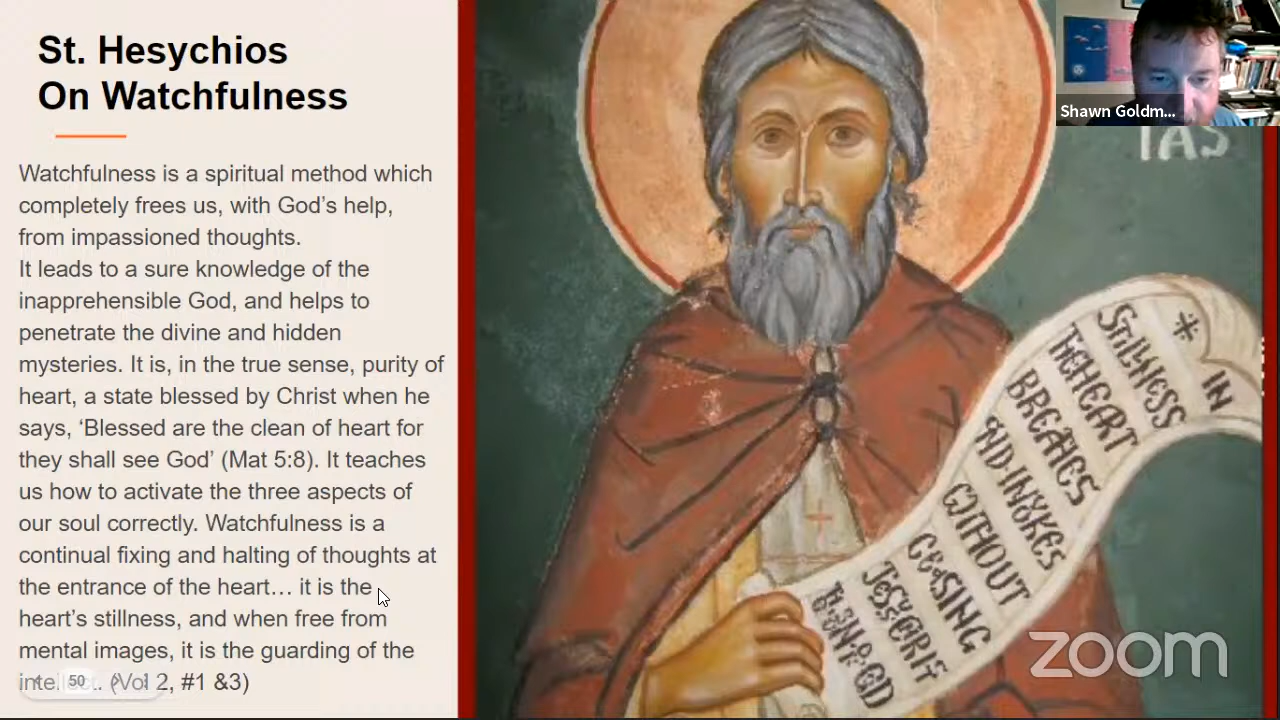 St. Hesychios
On Watchfulness
Watchfulness is a spiritual method which
completely frees us, with God's help,
from impassioned thoughts.
It leads to a sure knowledge of the
inapprehensible God, and helps to
penetrate the divine and hidden
mysteries. It is, in the true sense, purity of
heart, a state blessed by Christ when he
says, ‘Blessed are the clean of heart for
they shall see God’ (Mat 5:8). It teaches
us how to activate the three aspects of
our soul correctly. Watchfulness is a
continual fixing and halting of thoughts at
the entrance of the heart… it is the
heart's stillness, and when free from
mental images, it is the guarding of the
(Vol 2, #1 &3)
50
Shawn Goldm...
IAS
IN
STILLNESS
THE HEART
BREATHES
AND INVOKES
WITHOUT
CEASING
zoom